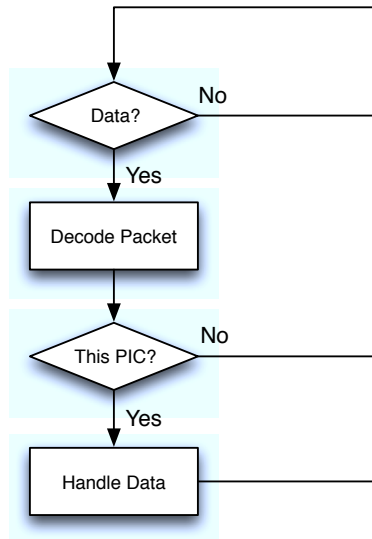 Data?
No
Yes
Decode Packet
This PIC?
No
Yes
Handle Data